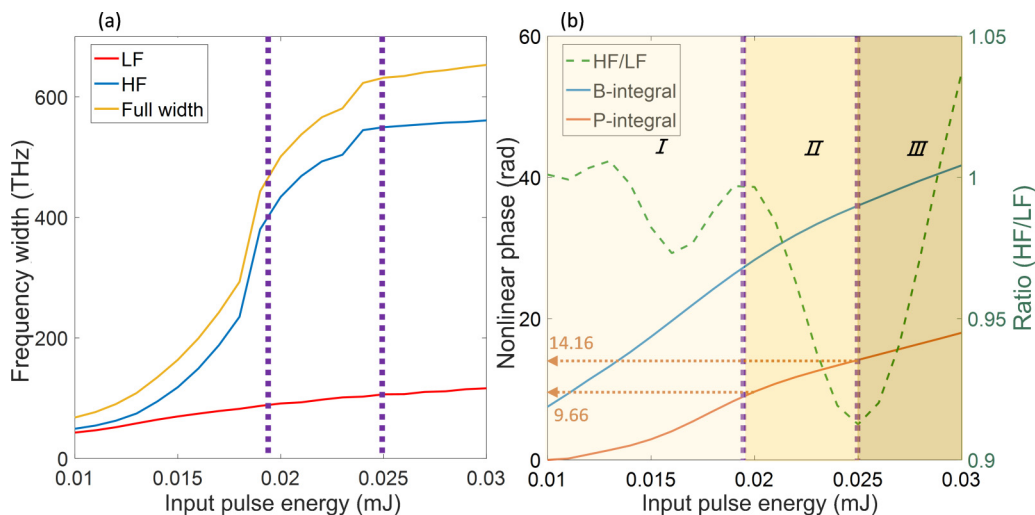 (a)
Frequency width (THz)
600
400
200
0
LF
HF
Full width
0.01
0.015
0.02
0.025
0.03
Input pulse energy (mJ)
(b)
Nonlinear phase (rad)
60
40
20
0
HF/LF
B-integral
P-integral
I
II
III
14.16
9.66
1.05
1
0.95
0.9
Ratio (HF/LF)
0.01
0.015
0.02
0.025
0.03
Input pulse energy (mJ)